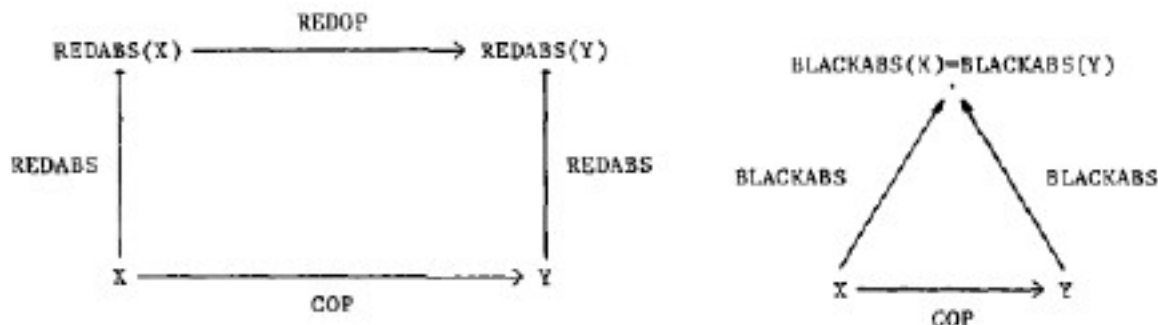 REDOP
REDABS(X) REDABS(Y)
REDABS REDABS
X Y
COP
BLACKABS(X)=BLACKABS(Y)
BLACKABS BLACKABS
X Y
COP